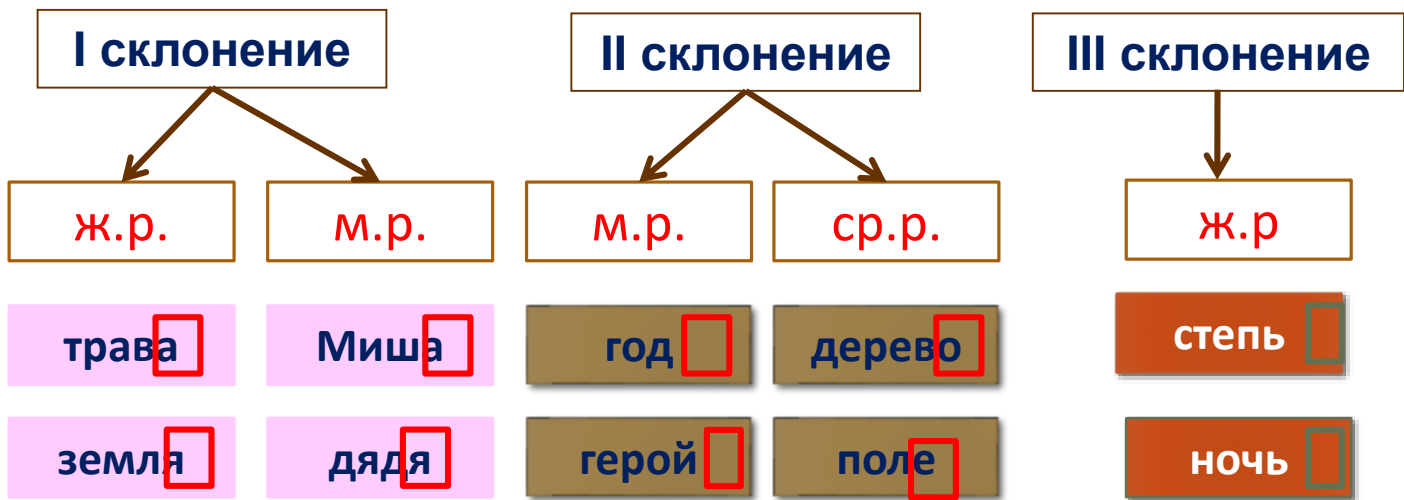 I склонение
II склонение
III склонение
ж.р.
м.р.
м.р.
ср.р.
ж.р
трава
Миша
год
дерево
степь
земля
дядя
герой
поле
ночь